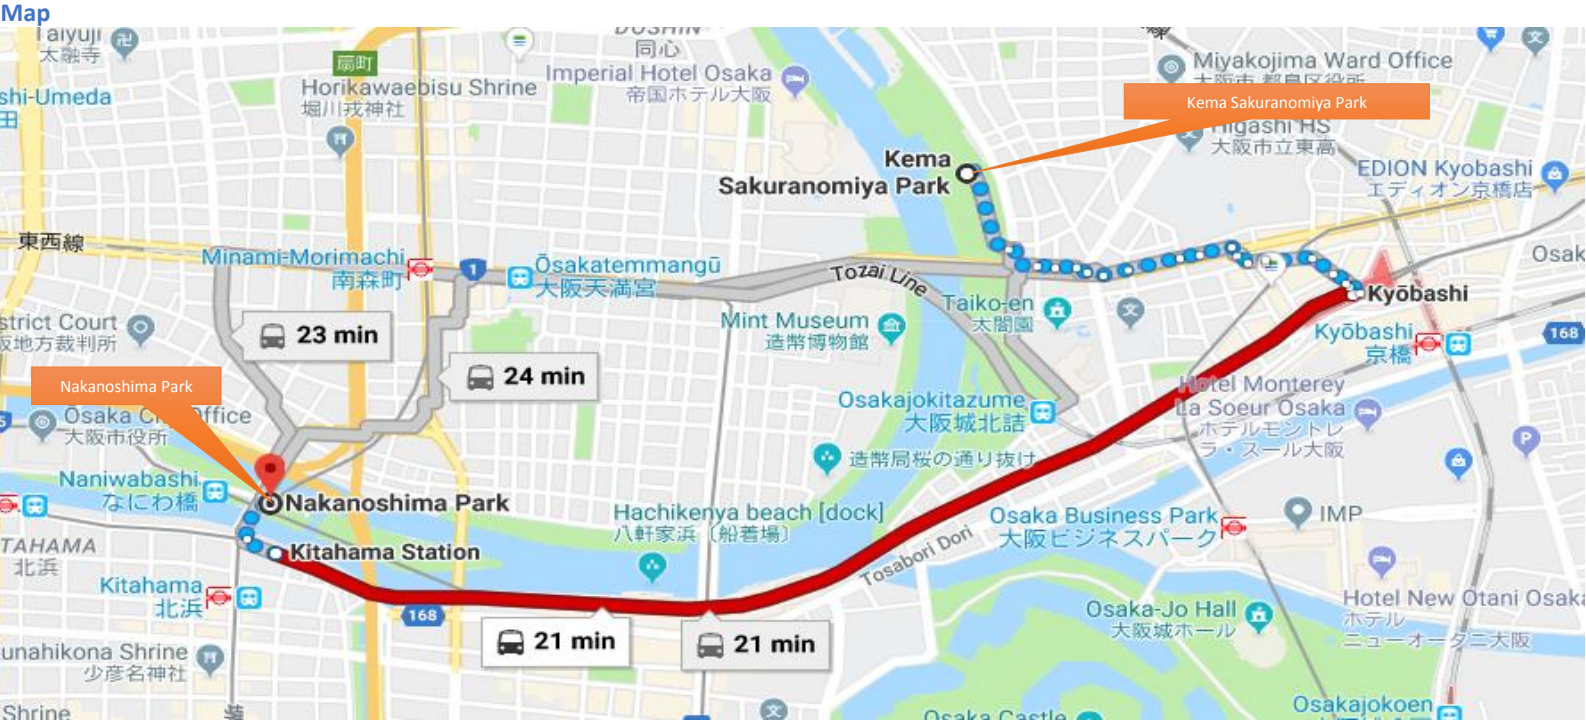 Map
Taiyuji
太融寺
DOSHIN
同心
扇町
Horikawaebisu Shrine
堀川戎神社
Imperial Hotel Osaka
帝国ホテル大阪
Miyakojima Ward Office
大阪市 都島区役所
Kema Sakuranomiya Park
shi-Umeda
田
Higashi HS
大阪市立東高
Kema
Sakuranomiya Park
EDION Kyobashi
エディオン京橋店
東西線
Minami-Morimachi
南森町
1
Ōsakatemmangū
大阪天満宮
Tozai Line
Osak
Kyōbashi
Taiko-en
太閤園
Mint Museum
造幣博物館
strict Court
阪地方裁判所
23 min
24 min
Kyōbashi
京橋
168
Nakanoshima Park
Osaka City Office
大阪市役所
Hotel Monterey
La Soeur Osaka
ホテルモントレ
ラ・スール大阪
Osakajokitazume
大阪城北詰
造幣局桜の通り抜け
Naniwabashi
なにわ橋
Nakanoshima Park
Hachikenya beach [dock]
八軒家浜〔船着場〕
Osaka Business Park
大阪ビジネスパーク
IMP
TAHAMA
北浜
Kitahama Station
Tosabori Dori
Kitahama
北浜
168
21 min
21 min
Osaka-Jo Hall
大阪城ホール
Hotel New Otani Osaka
ホテル
ニューオータニ大阪
unahikona Shrine
少彦名神社
Shrine
Osaka Castle
Osakajokoen